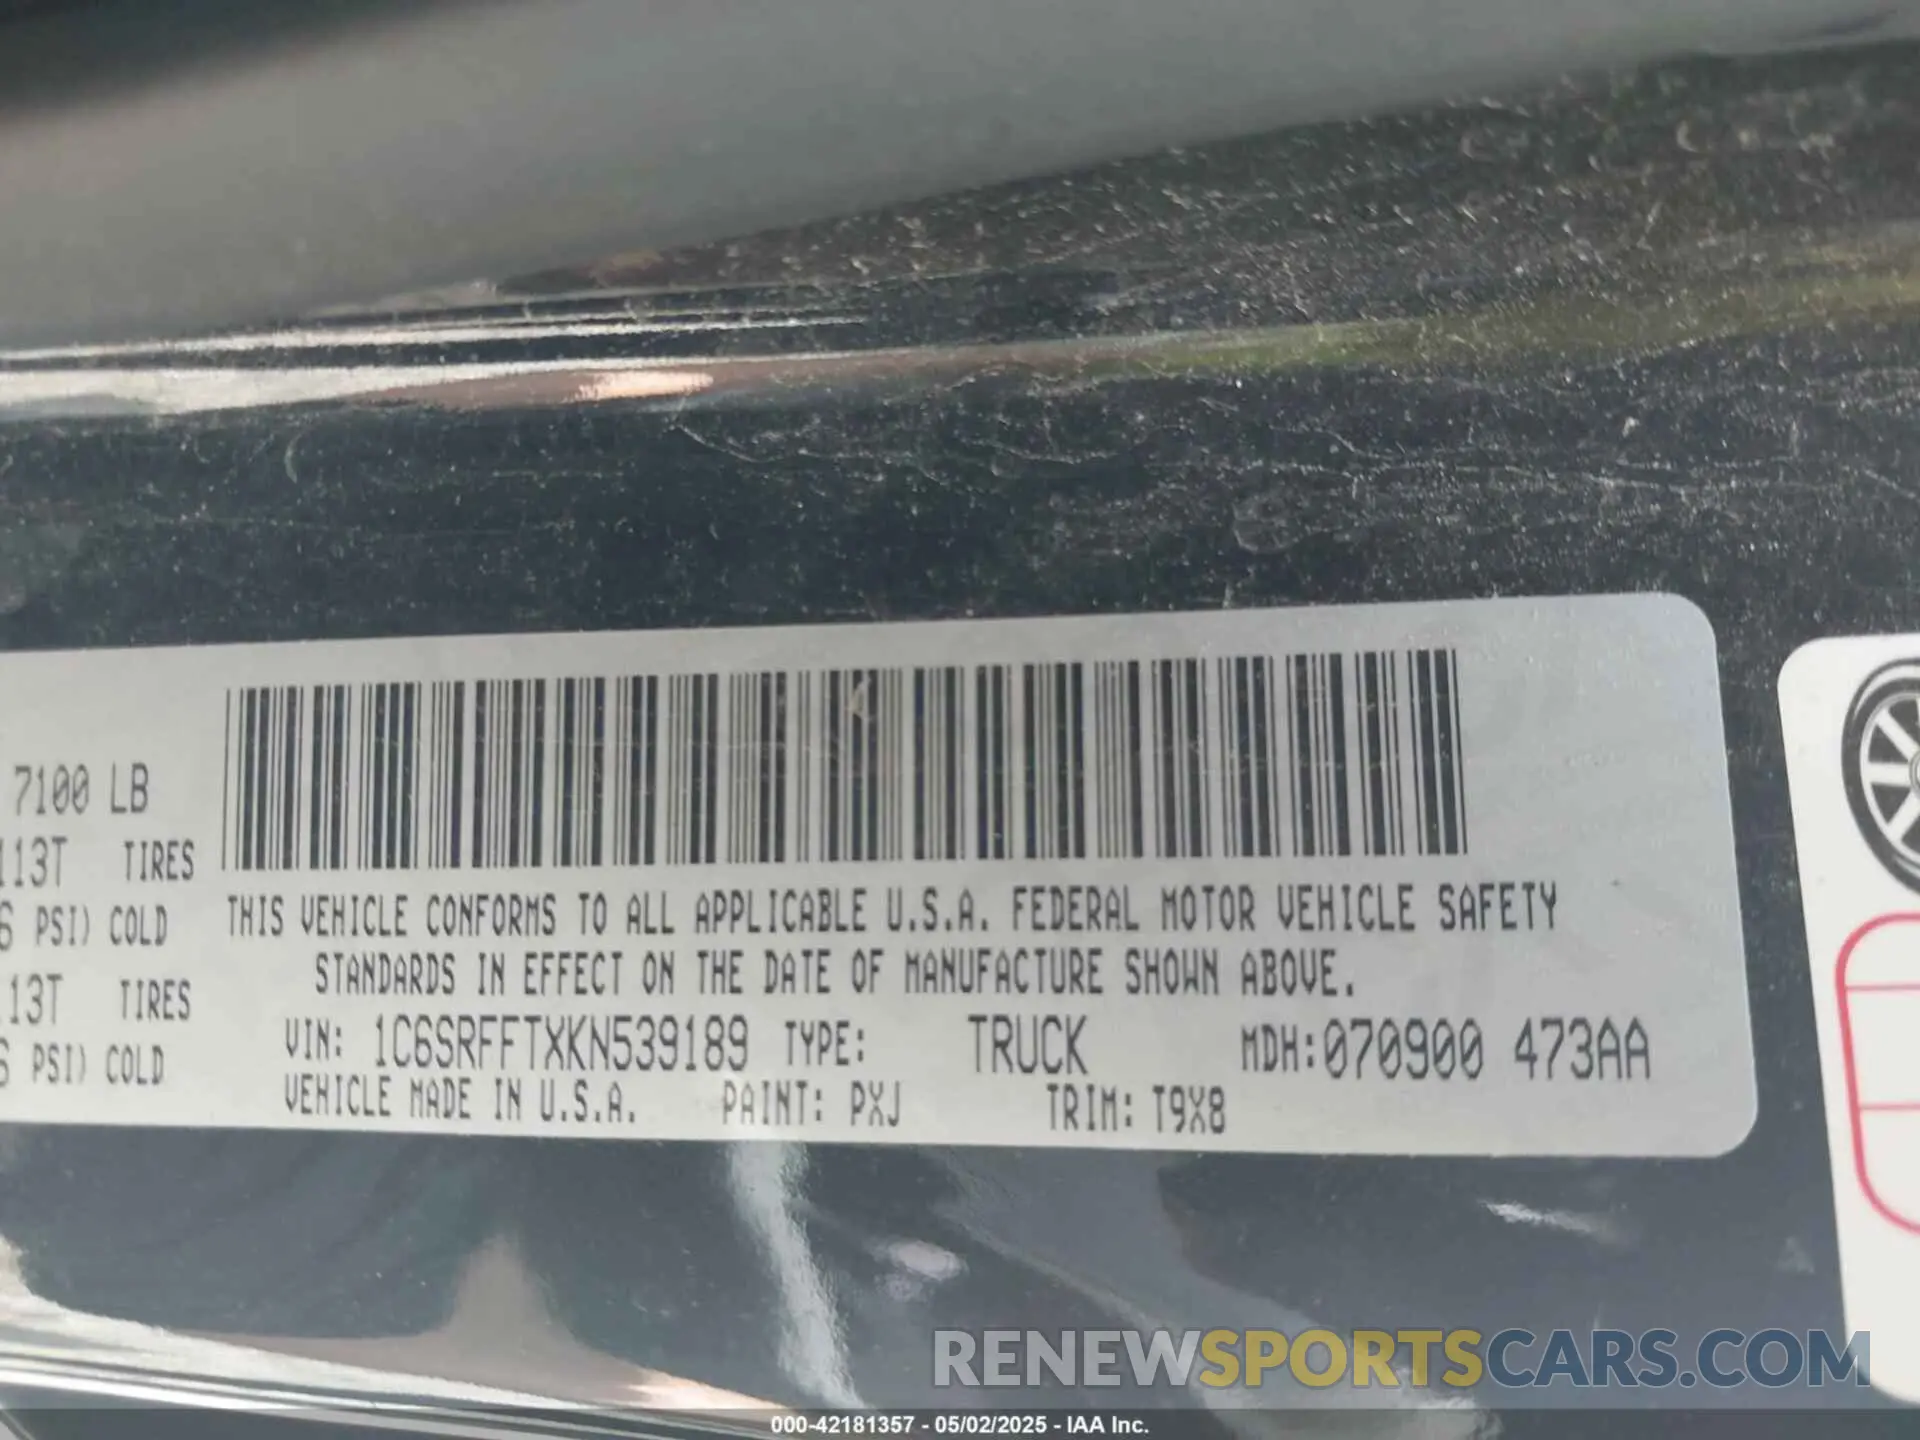 7100 LB
113T TIRES
6 PSI) COLD
113T TIRES
6 PSI) COLD
THIS VEHICLE CONFORMS TO ALL APPLICABLE U.S.A. FEDERAL MOTOR VEHICLE SAFETY
STANDARDS IN EFFECT ON THE DATE OF MANUFACTURE SHOWN ABOVE.
VIN: 1C6SRFFTXKN539189 TYPE: TRUCK MDH:070900 473AA
VEHICLE MADE IN U.S.A. PAINT: PXJ TRIM: T9X8
RENEWSPORTSCARS.COM
000-42181357 - 05/02/2025 - IAA Inc.